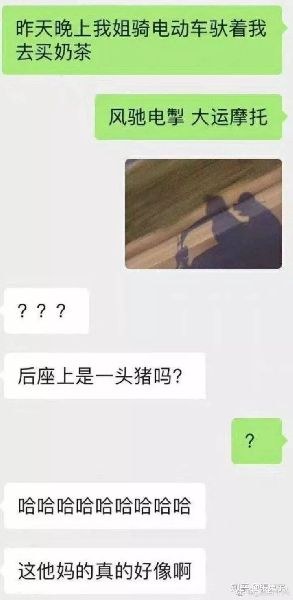 昨天晚上我姐骑电动车驮着我
去买奶茶
风驰电掣 大运摩托
？？？
后座上是一头猪吗？
？
哈哈哈哈哈哈哈哈哈
这他妈的真的好像啊